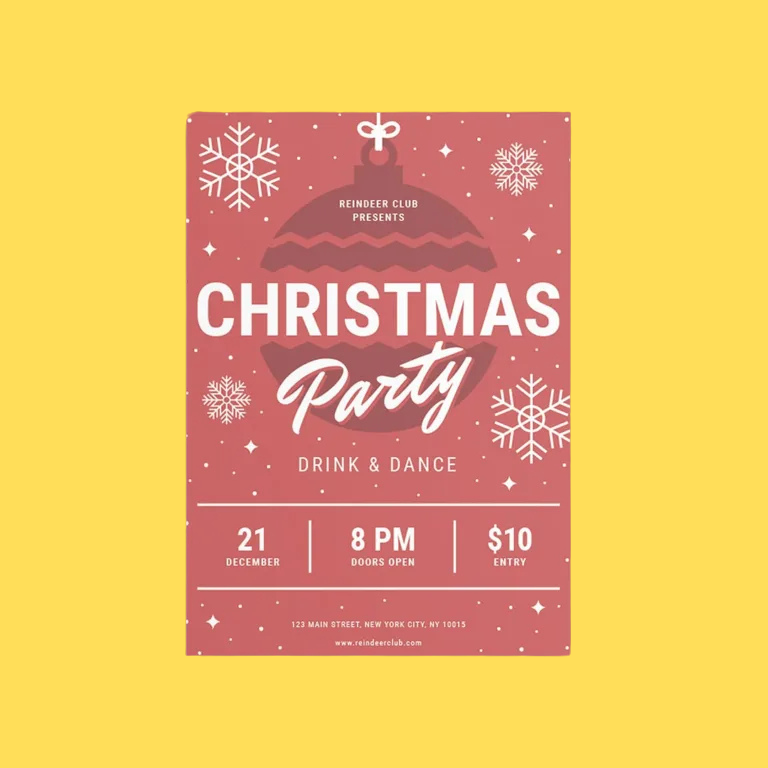 REINDEER CLUB
PRESENTS
CHRISTMAS
Party
DRINK & DANCE
21
DECEMBER
8 PM
DOORS OPEN
$10
ENTRY
123 MAIN STREET, NEW YORK CITY, NY 10015
www.reindeerclub.com